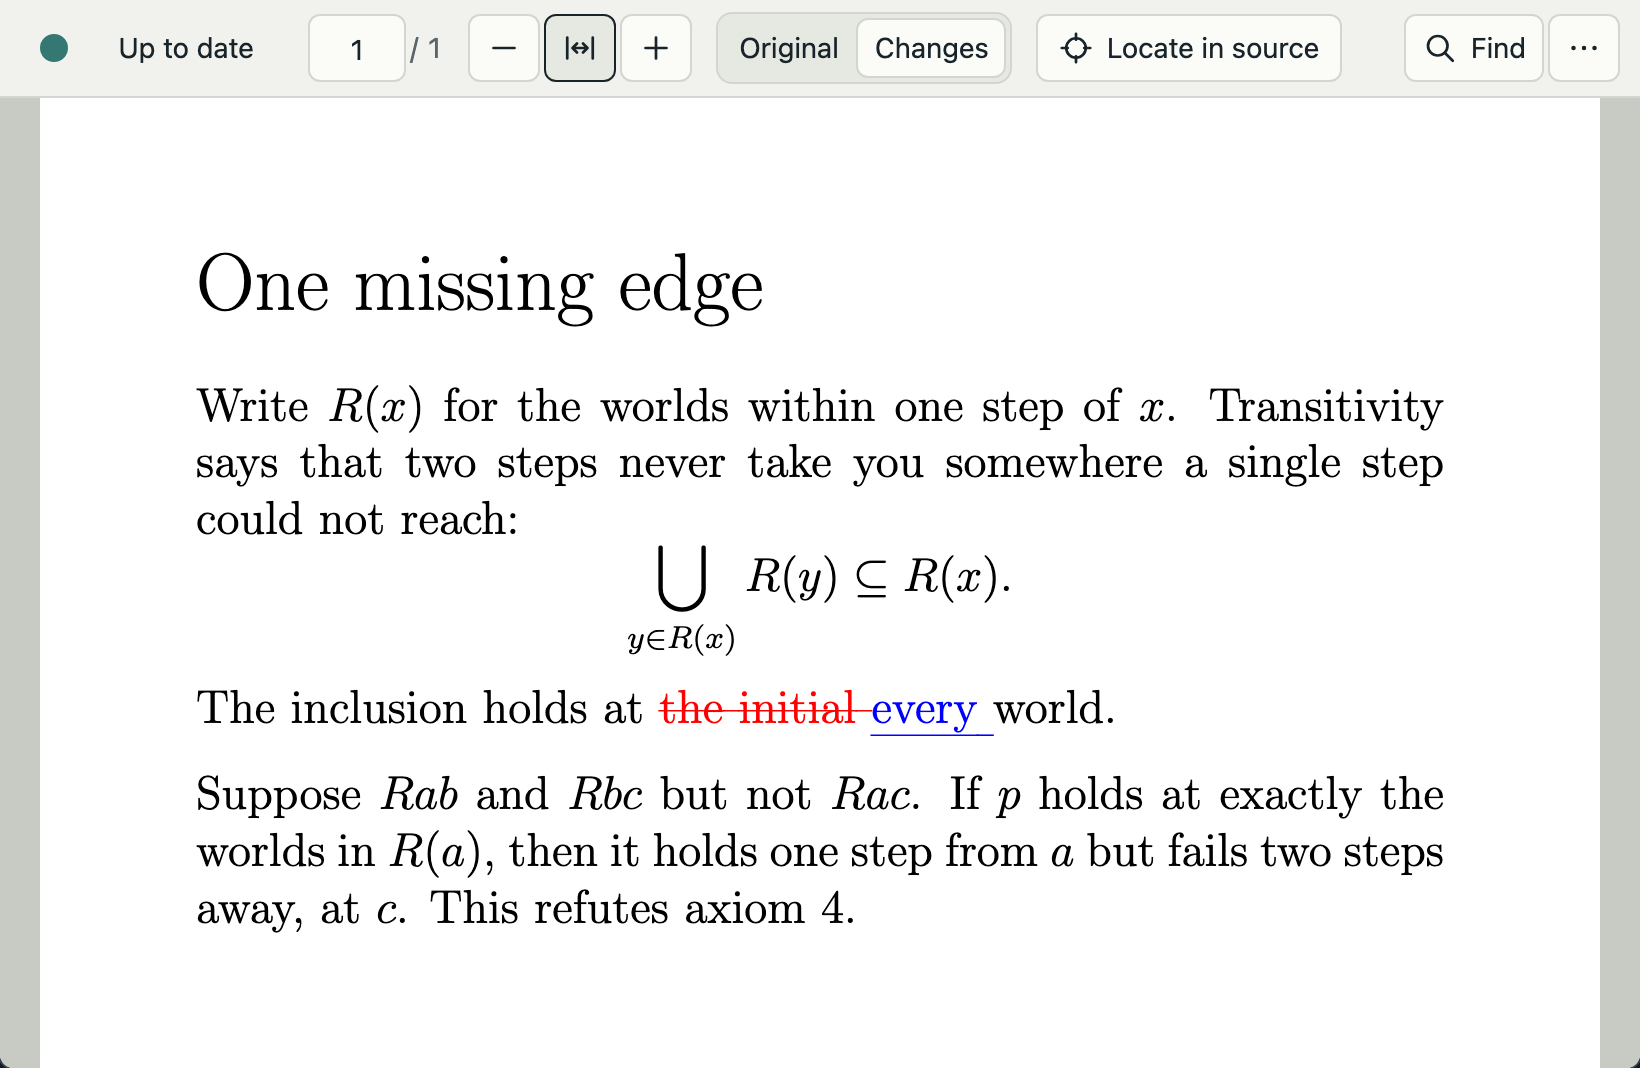 Up to date 1 / 1 Original Changes Locate in source Find
One missing edge
Write R(x) for the worlds within one step of x. Transitivity
says that two steps never take you somewhere a single step
could not reach:
⋃ R(y) ⊆ R(x).
y∈R(x)
The inclusion holds at the initial every world.
Suppose Rab and Rbc but not Rac. If p holds at exactly the
worlds in R(a), then it holds one step from a but fails two steps
away, at c. This refutes axiom 4.